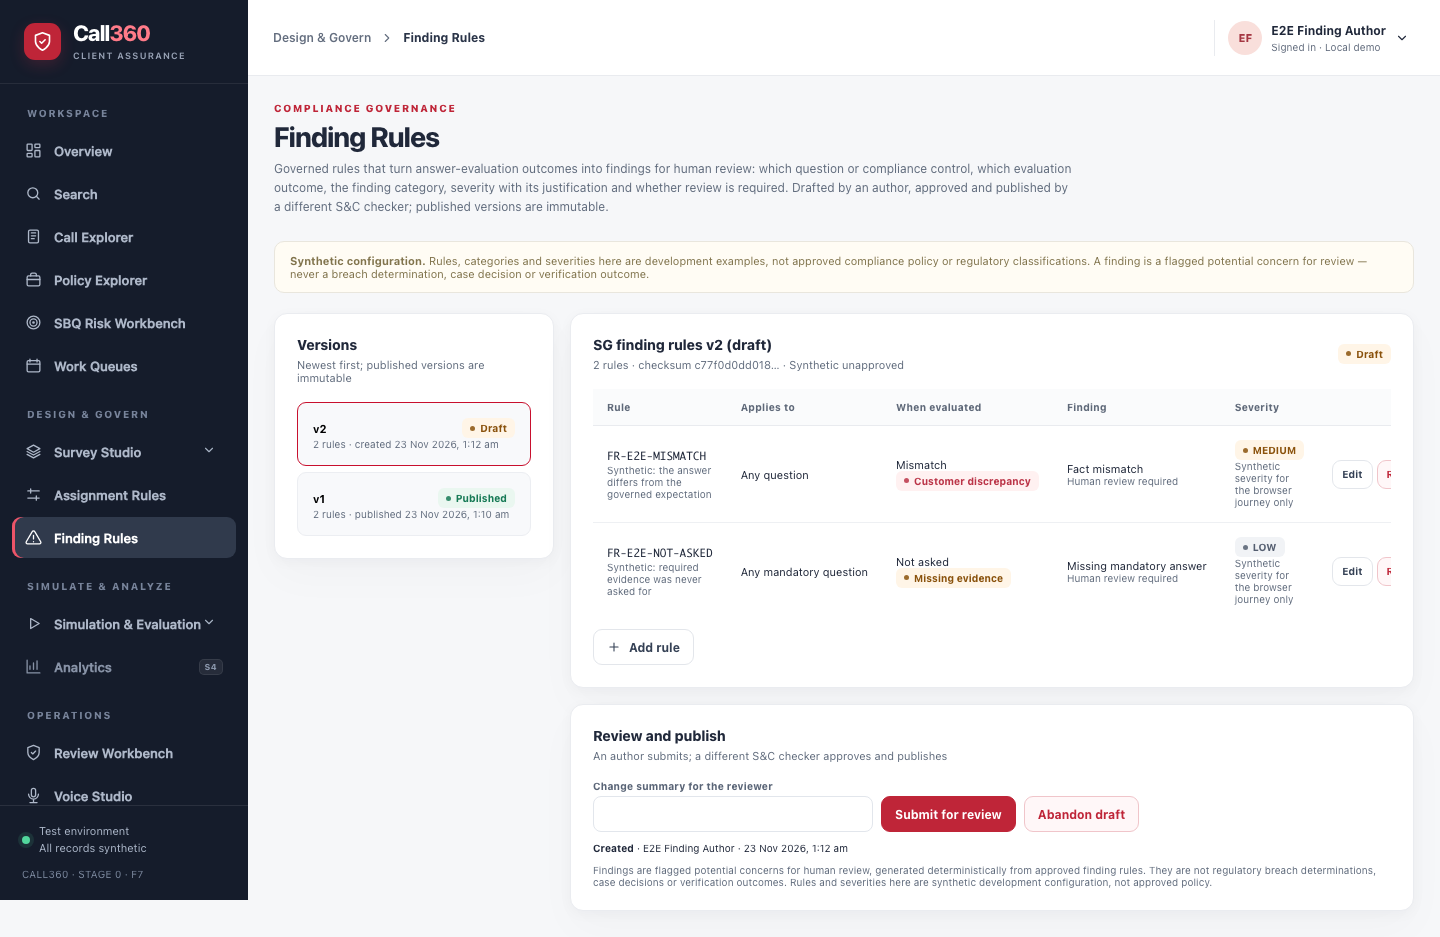 Call360
CLIENT ASSURANCE
WORKSPACE
Overview
Search
Call Explorer
Policy Explorer
SBQ Risk Workbench
Work Queues
DESIGN & GOVERN
Survey Studio
Assignment Rules
Finding Rules
SIMULATE & ANALYZE
Simulation & Evaluation
Analytics S4
OPERATIONS
Review Workbench
Voice Studio
Test environment
All records synthetic
CALL360 · STAGE 0 · F7
Design & Govern > Finding Rules
EF
E2E Finding Author
Signed in · Local demo
COMPLIANCE GOVERNANCE
Finding Rules
Governed rules that turn answer-evaluation outcomes into findings for human review: which question or compliance control, which evaluation
outcome, the finding category, severity with its justification and whether review is required. Drafted by an author, approved and published by
a different S&C checker; published versions are immutable.
Synthetic configuration. Rules, categories and severities here are development examples, not approved compliance policy or regulatory classifications. A finding is a flagged potential concern for review —
never a breach determination, case decision or verification outcome.
Versions
Newest first; published versions are
immutable
v2 Draft
2 rules · created 23 Nov 2026, 1:12 am
v1 Published
2 rules · published 23 Nov 2026, 1:10 am
SG finding rules v2 (draft)
2 rules · checksum c77f0d0dd018… · Synthetic unapproved
Draft
Rule Applies to When evaluated Finding Severity
FR-E2E-MISMATCH
Synthetic: the answer
differs from the
governed expectation
Any question
Mismatch
Customer discrepancy
Fact mismatch
Human review required
MEDIUM
Synthetic
severity for
the browser
journey only
Edit
FR-E2E-NOT-ASKED
Synthetic: required
evidence was never
asked for
Any mandatory question
Not asked
Missing evidence
Missing mandatory answer
Human review required
LOW
Synthetic
severity for
the browser
journey only
Edit
+ Add rule
Review and publish
An author submits; a different S&C checker approves and publishes
Change summary for the reviewer
Submit for review
Abandon draft
Created · E2E Finding Author · 23 Nov 2026, 1:12 am
Findings are flagged potential concerns for human review, generated deterministically from approved finding rules. They are not regulatory breach determinations,
case decisions or verification outcomes. Rules and severities here are synthetic development configuration, not approved policy.